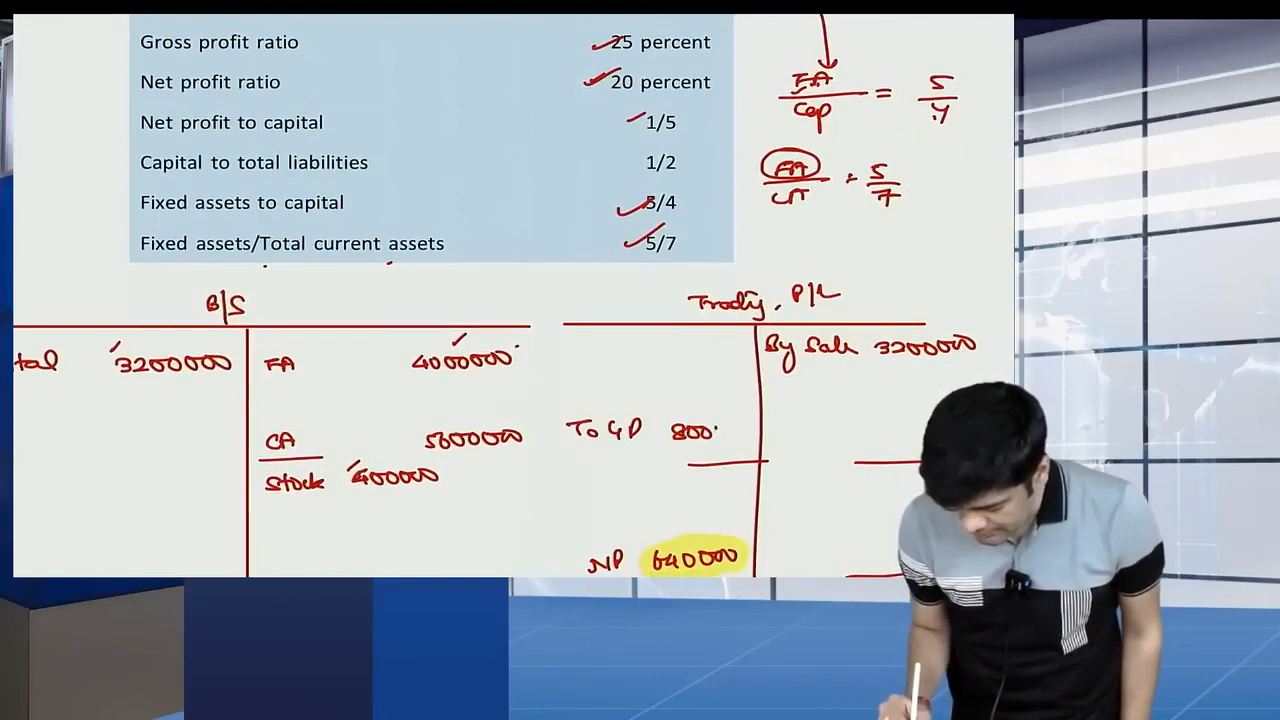 Gross profit ratio 25 percent
Net profit ratio 20 percent
Net profit to capital 1/5
Capital to total liabilities 1/2
Fixed assets to capital 5/4
Fixed assets/Total current assets 5/7
FA/Cap = 5/4
FA/CA = 5/7
B/S
tal 3200000 FA 4000000
CA 5600000
Stock 400000
Trading, P/L
By Sale 3200000
To GP 800
NP 640000